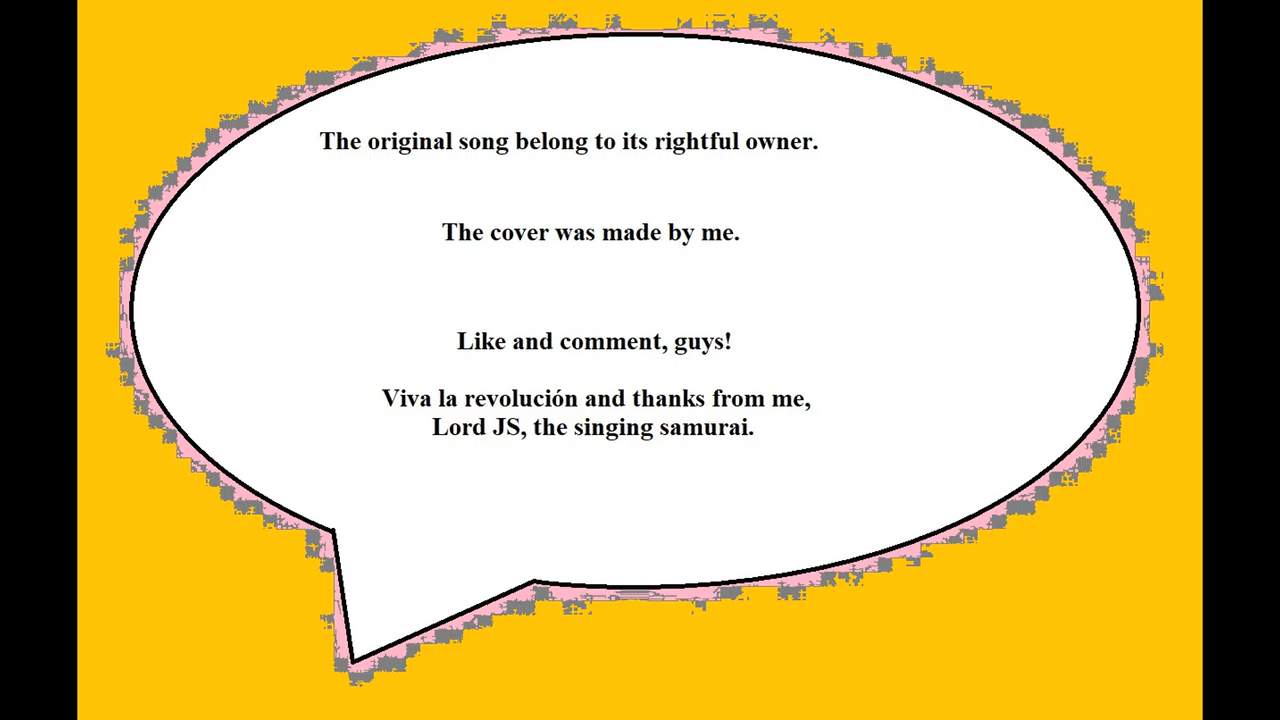 The original song belong to its rightful owner.
The cover was made by me.
Like and comment, guys!
Viva la revolución and thanks from me,
Lord JS, the singing samurai.